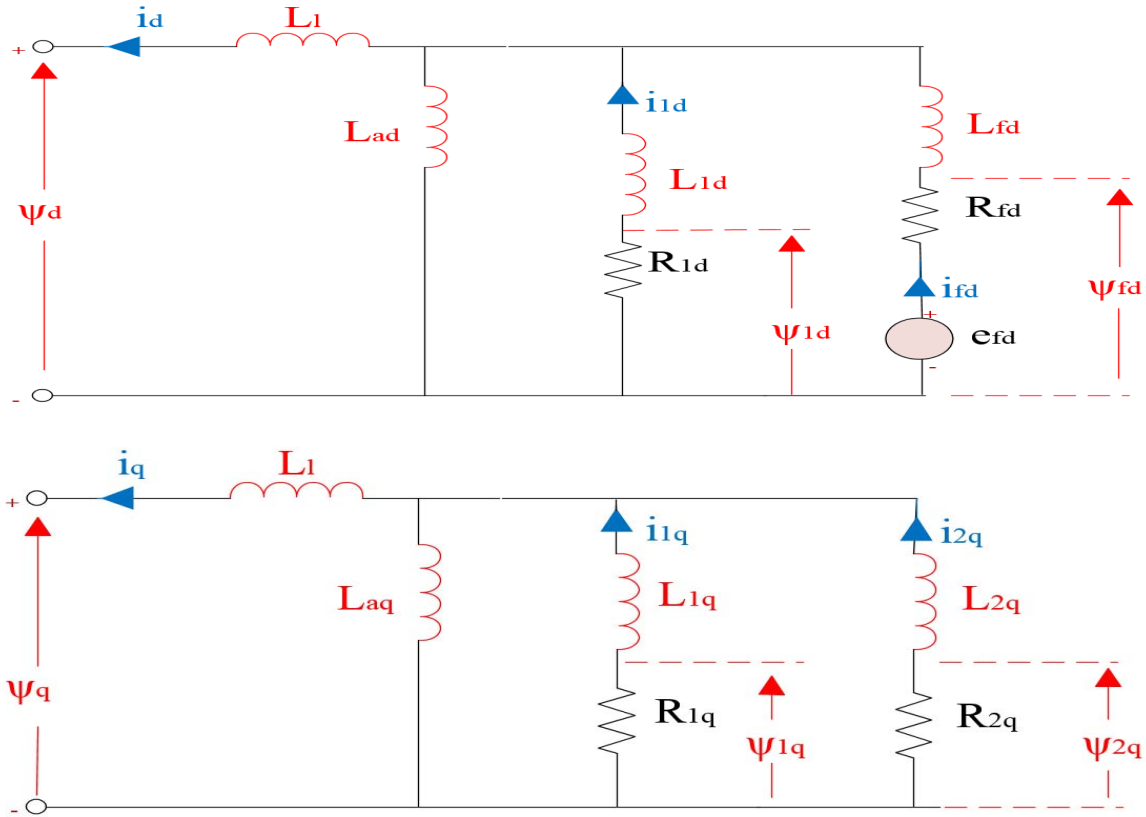 id
Ll
+
Lad
i1d
L1d
Lfd
Rfd
ψd
R1d
ψ1d
ifd
ψfd
+
efd
-
-
iq
Ll
+
Laq
i1q
L1q
i2q
L2q
ψq
R1q
ψ1q
R2q
ψ2q
-